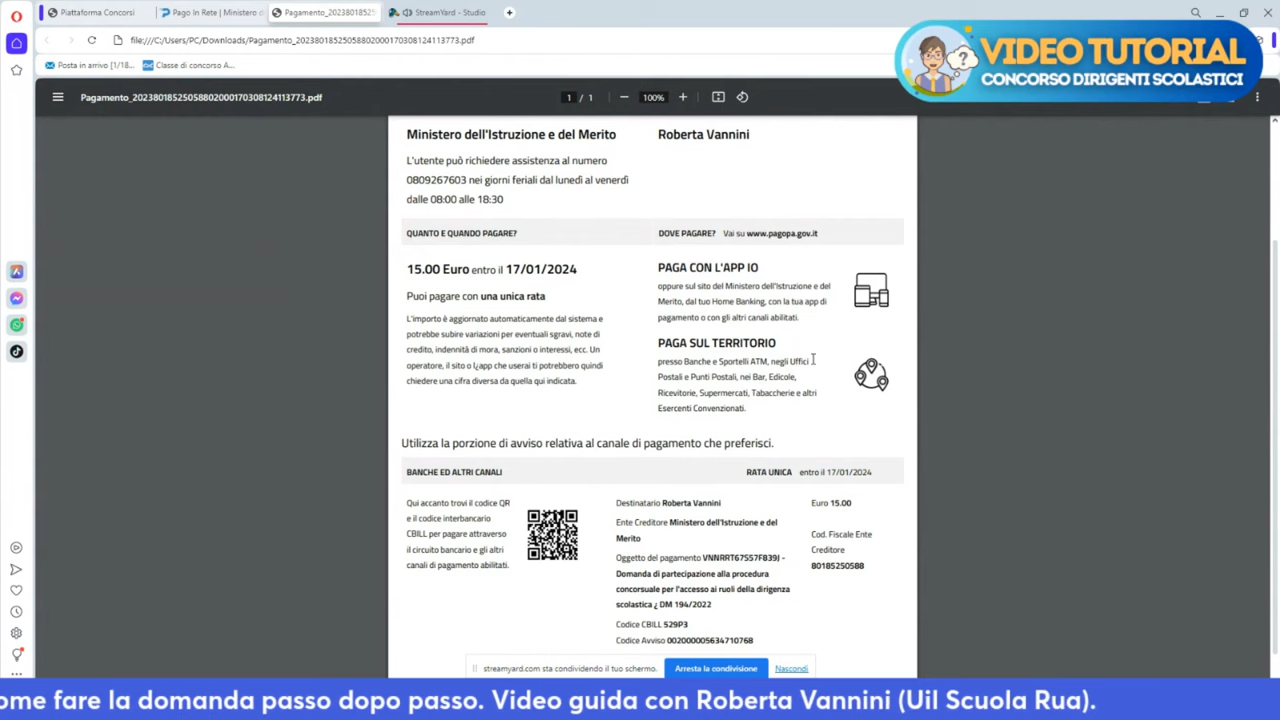 Piattaforma Concorsi
Pago In Rete | Ministero d
Pagamento_2023801852505
StreamYard - Studio
file:///C:/Users/PC/Downloads/Pagamento_202380185250588020001703081​24113773.pdf
Posta in arrivo [1/18...
Classe di concorso A...
VIDEO TUTORIAL
CONCORSO DIRIGENTI SCOLASTICI
Pagamento_20238018525058802000170308124113773.pdf
1 / 1
100%
Ministero dell'Istruzione e del Merito
Roberta Vannini
L'utente può richiedere assistenza al numero
0809267603 nei giorni feriali dal lunedì al venerdì
dalle 08:00 alle 18:30
QUANTO E QUANDO PAGARE?
DOVE PAGARE? Vai su www.pagopa.gov.it
15.00 Euro entro il 17/01/2024
Puoi pagare con una unica rata
L'importo è aggiornato automaticamente dal sistema e
potrebbe subire variazioni per eventuali sgravi, note di
credito, indennità di mora, sanzioni o interessi, ecc. Un
operatore, il sito o l¿app che userai ti potrebbero quindi
chiedere una cifra diversa da quella qui indicata.
PAGA CON L'APP IO
oppure sul sito del Ministero dell'Istruzione e del
Merito, dal tuo Home Banking, con la tua app di
pagamento o con gli altri canali abilitati.
PAGA SUL TERRITORIO
presso Banche e Sportelli ATM, negli Uffici
Postali e Punti Postali, nei Bar, Edicole,
Ricevitorie, Supermercati, Tabaccherie e altri
Esercenti Convenzionati.
Utilizza la porzione di avviso relativa al canale di pagamento che preferisci.
BANCHE ED ALTRI CANALI
RATA UNICA entro il 17/01/2024
Qui accanto trovi il codice QR
e il codice interbancario
CBILL per pagare attraverso
il circuito bancario e gli altri
canali di pagamento abilitati.
Destinatario Roberta Vannini
Ente Creditore Ministero dell'Istruzione e del
Merito
Oggetto del pagamento VNNRRT67S57F839J -
Domanda di partecipazione alla procedura
concorsuale per l'accesso ai ruoli della dirigenza
scolastica ¿ DM 194/2022
Codice CBILL 529P3
Codice Avviso 002000005634710768
Euro 15.00
Cod. Fiscale Ente
Creditore
80185250588
streamyard.com sta condividendo il tuo schermo.
Arresta la condivisione
Nascondi
ome fare la domanda passo dopo passo. Video guida con Roberta Vannini (Uil Scuola Rua).